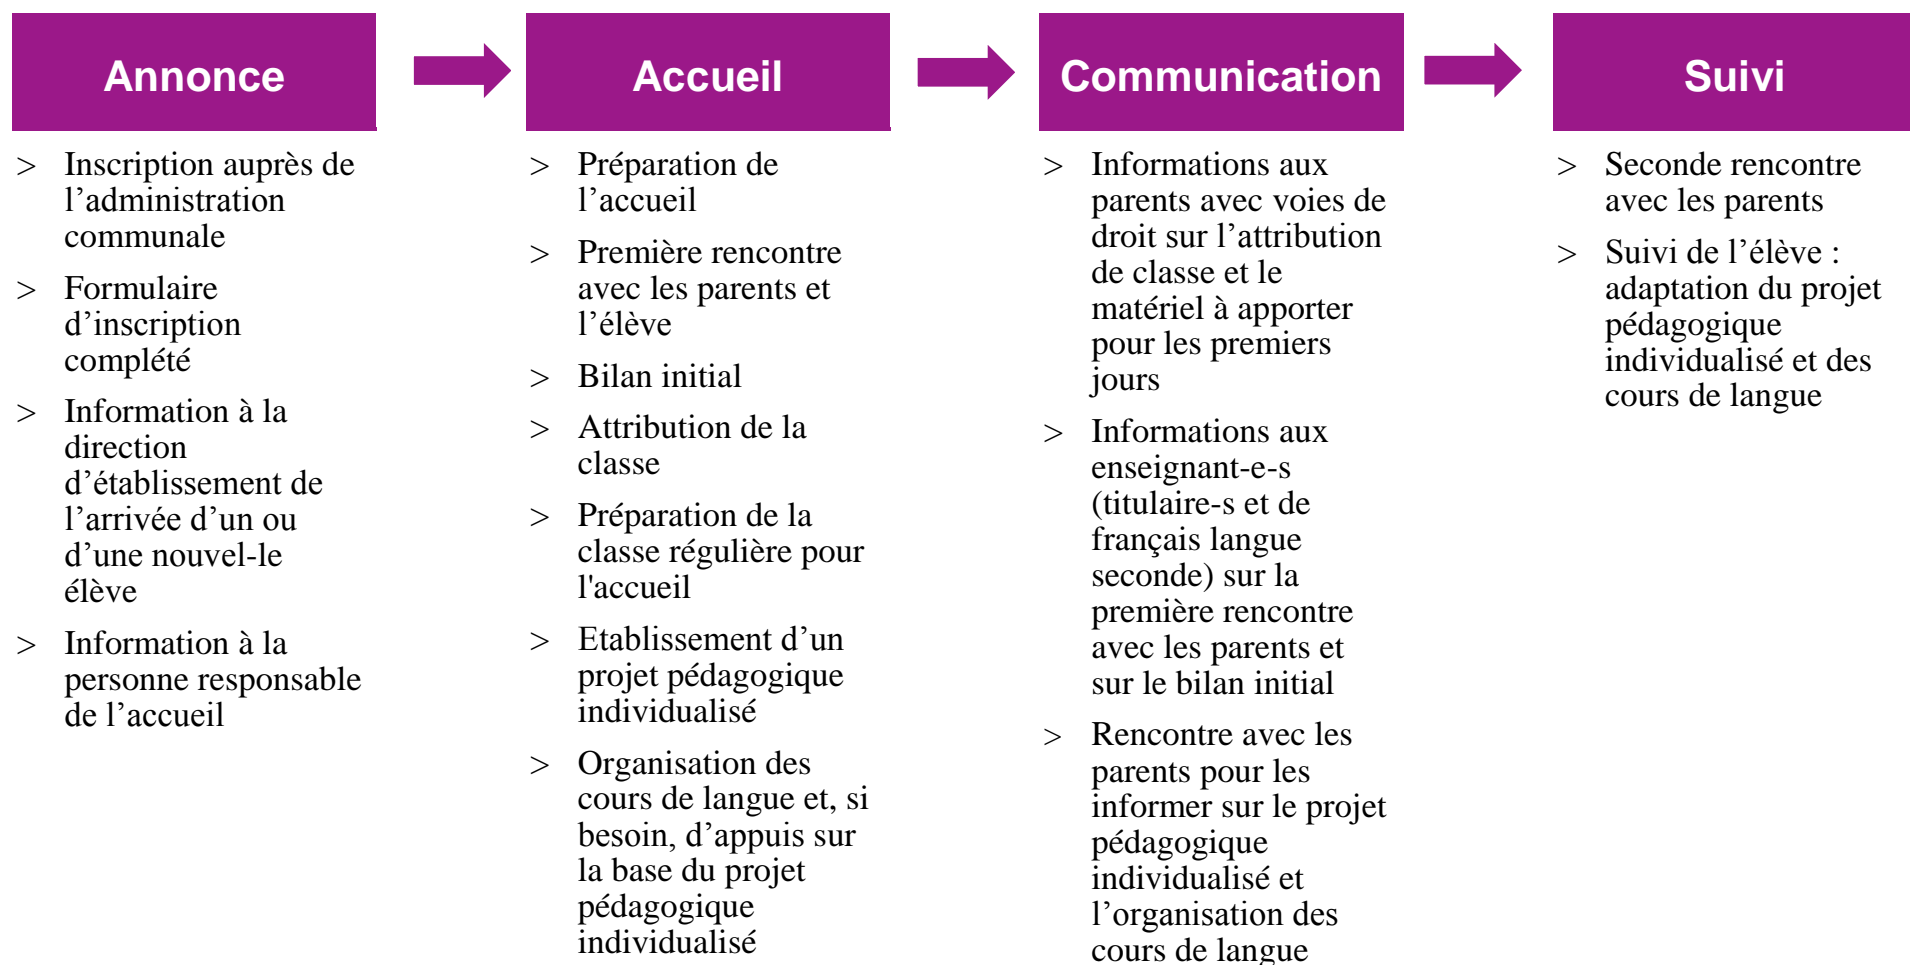 Annonce
> Inscription auprès de
l’administration
communale
> Formulaire
d’inscription
complété
> Information à la
direction
d’établissement de
l’arrivée d’un ou
d’une nouvel-le
élève
> Information à la
personne responsable
de l’accueil
Accueil
> Préparation de
l’accueil
> Première rencontre
avec les parents et
l’élève
> Bilan initial
> Attribution de la
classe
> Préparation de la
classe régulière pour
l'accueil
> Etablissement d’un
projet pédagogique
individualisé
> Organisation des
cours de langue et, si
besoin, d’appuis sur
la base du projet
pédagogique
individualisé
Communication
> Informations aux
parents avec voies de
droit sur l’attribution
de classe et le
matériel à apporter
pour les premiers
jours
> Informations aux
enseignant-e-s
(titulaire-s et de
français langue
seconde) sur la
première rencontre
avec les parents et
sur le bilan initial
> Rencontre avec les
parents pour les
informer sur le projet
pédagogique
individualisé et
l’organisation des
cours de langue
Suivi
> Seconde rencontre
avec les parents
> Suivi de l’élève :
adaptation du projet
pédagogique
individualisé et des
cours de langue